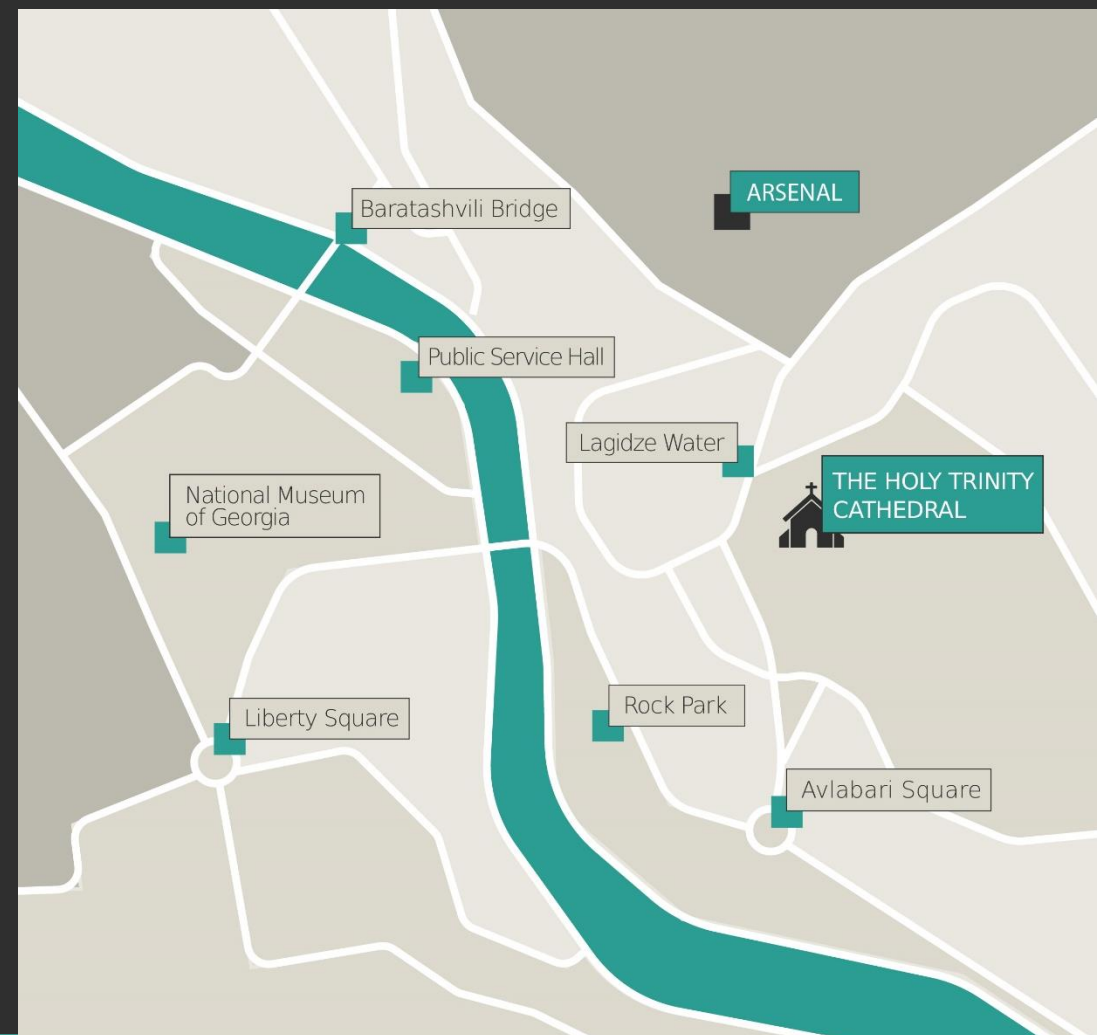 ARSENAL
Baratashvili Bridge
Public Service Hall
Lagidze Water
THE HOLY TRINITY
CATHEDRAL
National Museum
of Georgia
Rock Park
Liberty Square
Avlabari Square